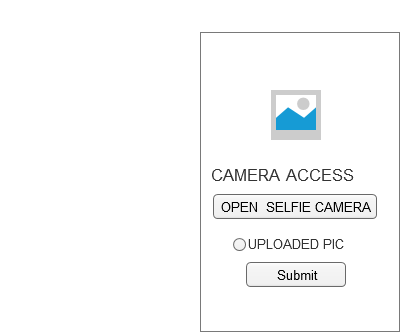 CAMERA ACCESS
OPEN SELFIE CAMERA
UPLOADED PIC
Submit